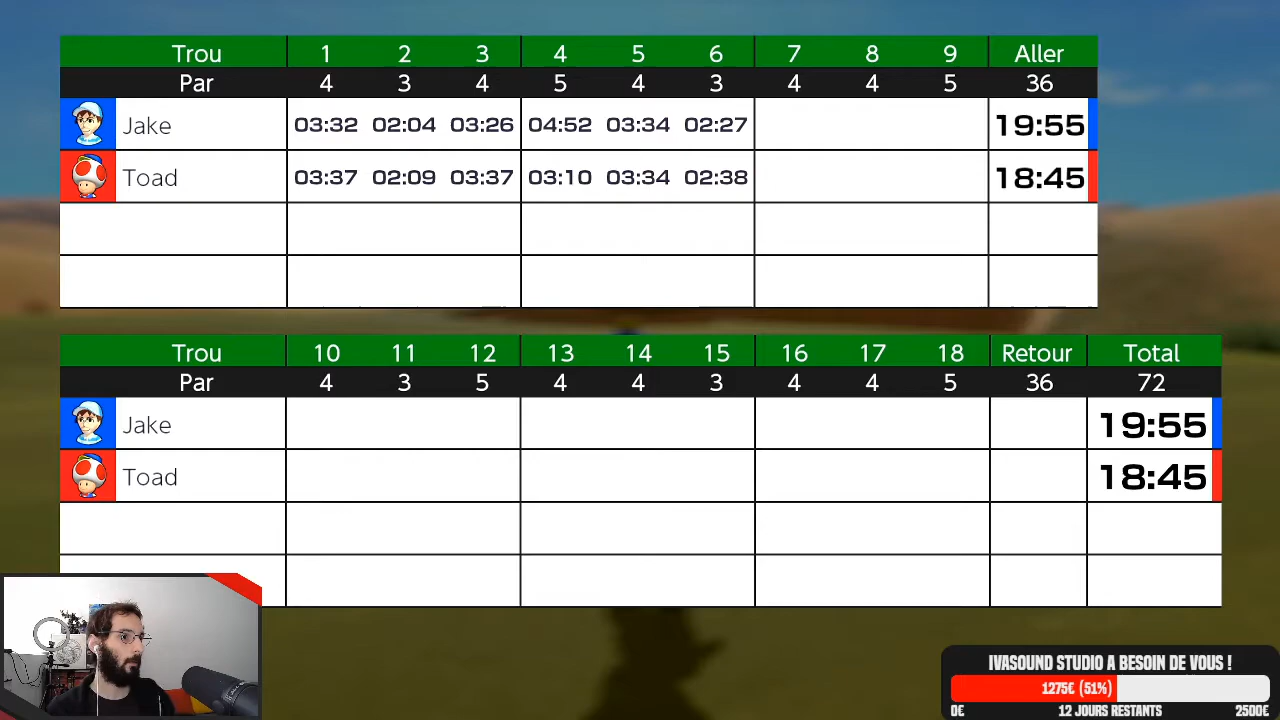 Trou 1 2 3 4 5 6 7 8 9 Aller
Par 4 3 4 5 4 3 4 4 5 36
Jake 03:32 02:04 03:26 04:52 03:34 02:27 19:55
Toad 03:37 02:09 03:37 03:10 03:34 02:38 18:45
Trou 10 11 12 13 14 15 16 17 18 Retour Total
Par 4 3 5 4 4 3 4 4 5 36 72
Jake 19:55
Toad 18:45
IVASOUND STUDIO A BESOIN DE VOUS !
1275€ (51%)
0€ 12 JOURS RESTANTS 2500€